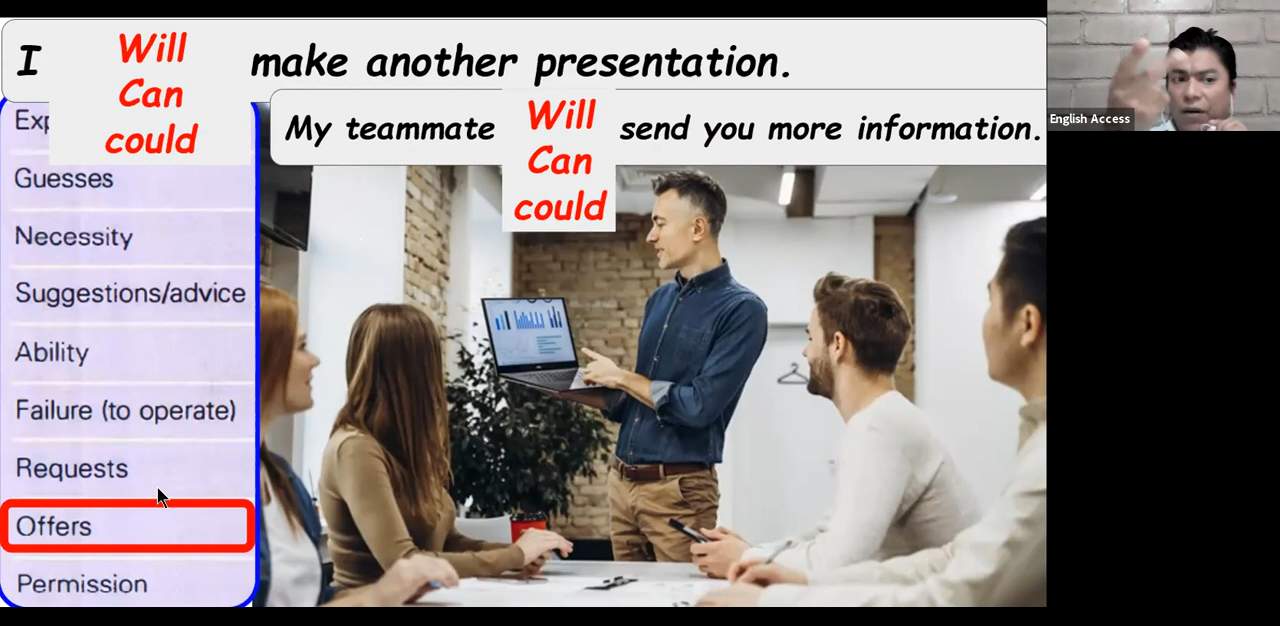 I Will make another presentation.
Can
could
My teammate Will send you more information.
Can
could
Exp
Guesses
Necessity
Suggestions/advice
Ability
Failure (to operate)
Requests
Offers
Permission
English Access